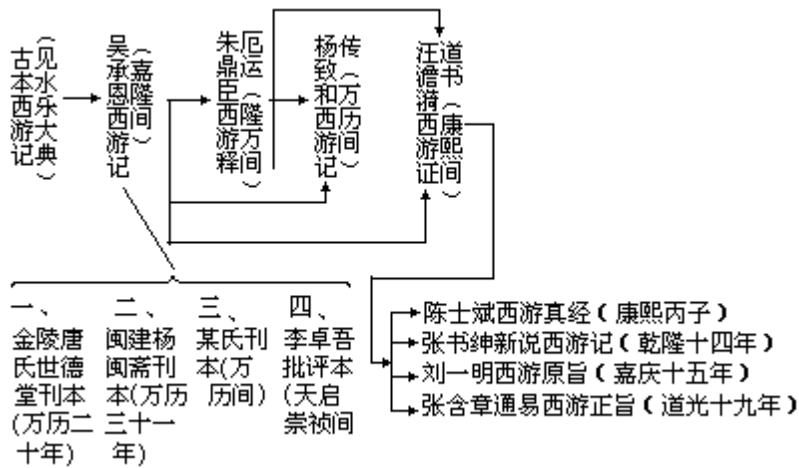 古本西游记
（见水乐大典）
吴承恩西游记
（嘉隆间）
朱鼎臣西游释
厄运（隆万间）
杨致和西游记
传（万历间）
汪澹漪西游证
道书（康熙间）
一、
金陵唐
氏世德
堂刊本
(万历二
十年)
二、
闽建杨
闽斋刊
本(万历
三十一
年)
三、
某氏刊
本(万
历间)
四、
李卓吾
批评本
(天启
崇祯间
陈士斌西游真经（康熙丙子）
张书绅新说西游记（乾隆十四年）
刘一明西游原旨（嘉庆十五年）
张含章通易西游正旨（道光十九年）